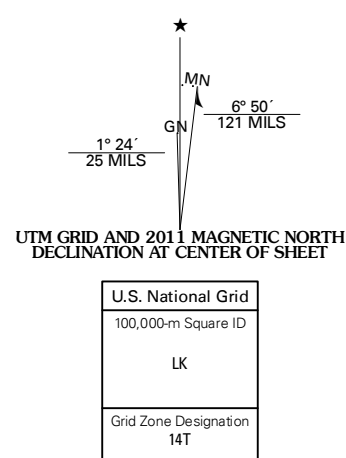 ★
MN
GN
6° 50´
121 MILS
1° 24´
25 MILS
UTM GRID AND 2011 MAGNETIC NORTH
DECLINATION AT CENTER OF SHEET
U.S. National Grid
100,000-m Square ID
LK
Grid Zone Designation
14T